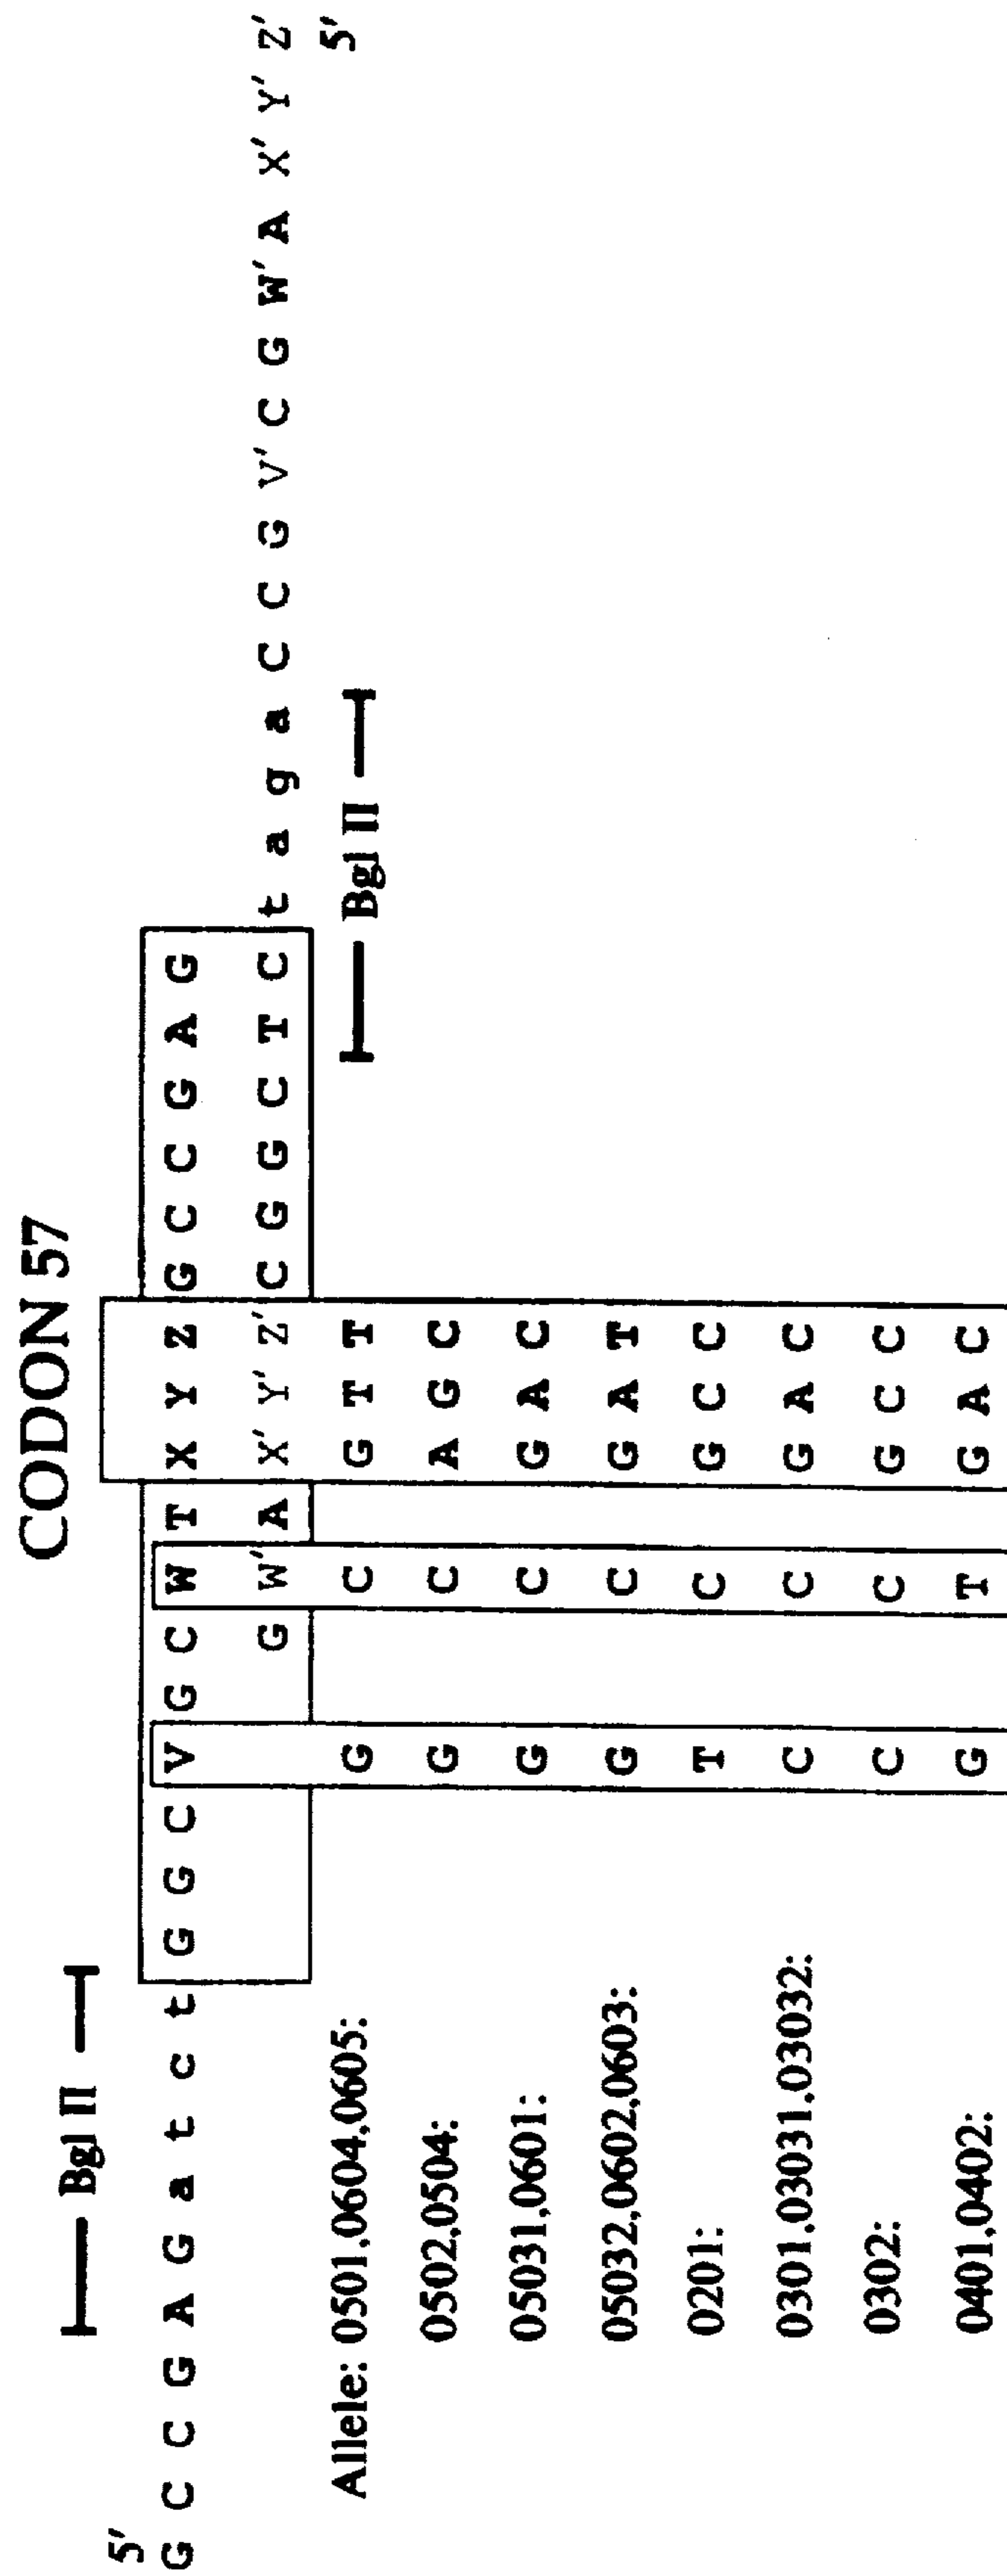 CODON 57
Bgl II
5'
G C C G A G a t c t G G C V G C W T X Y Z G C C G A G
G W' A X' Y' Z' C G G C T C t a g a C C G V' C G W' A X' Y' Z'
5'
Bgl II
Allele: 0501,0604,0605: G C G T T
0502,0504: G C A G C
05031,0601: G C G A C
05032,0602,0603: G C G A T
0201: T C G C C
0301,03031,03032: C C G A C
0302: C C G C C
0401,0402: G T G A C